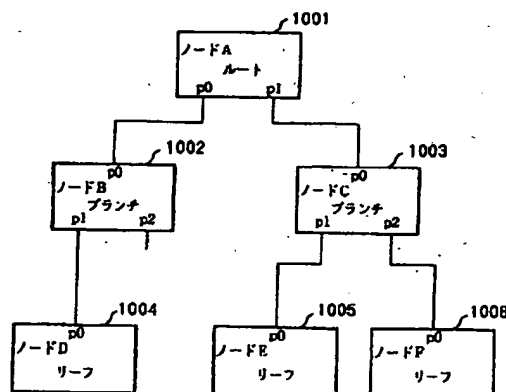 1001
ノードA
ルート
p0 p1
1002
1003
p0
p0
ノードB
ブランチ
p1 p2
ノードC
ブランチ
p1 p2
1004
1005
1006
p0
p0
p0
ノードD
リーフ
ノードE
リーフ
ノードF
リーフ